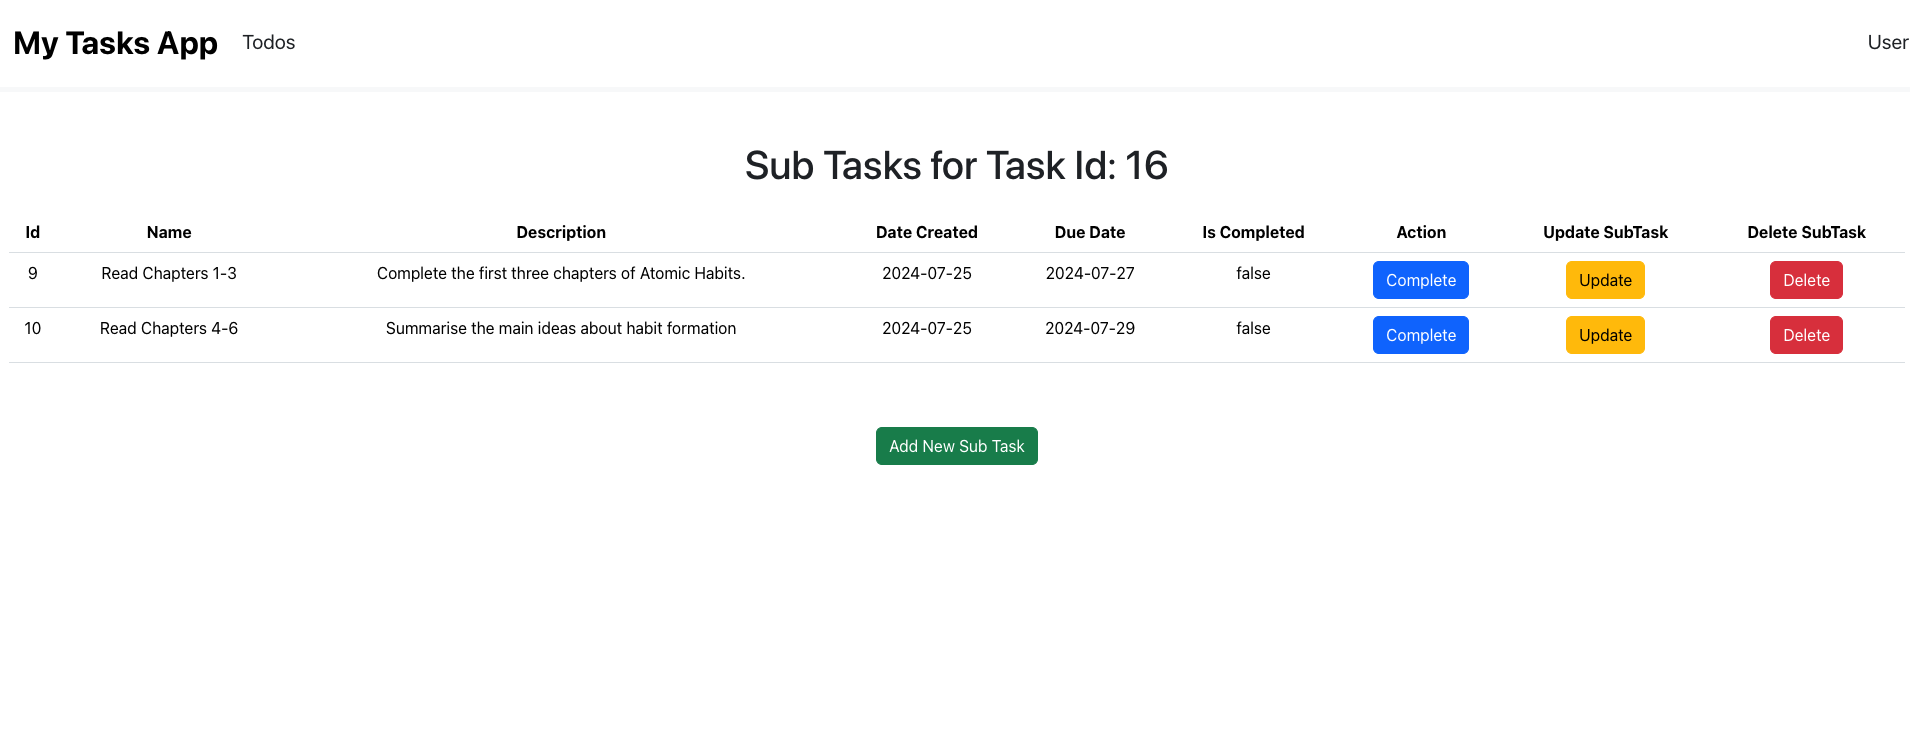 My Tasks App Todos User
Sub Tasks for Task Id: 16
Id Name Description Date Created Due Date Is Completed Action Update SubTask Delete SubTask
9 Read Chapters 1-3 Complete the first three chapters of Atomic Habits. 2024-07-25 2024-07-27 false Complete Update Delete
10 Read Chapters 4-6 Summarise the main ideas about habit formation 2024-07-25 2024-07-29 false Complete Update Delete
Add New Sub Task